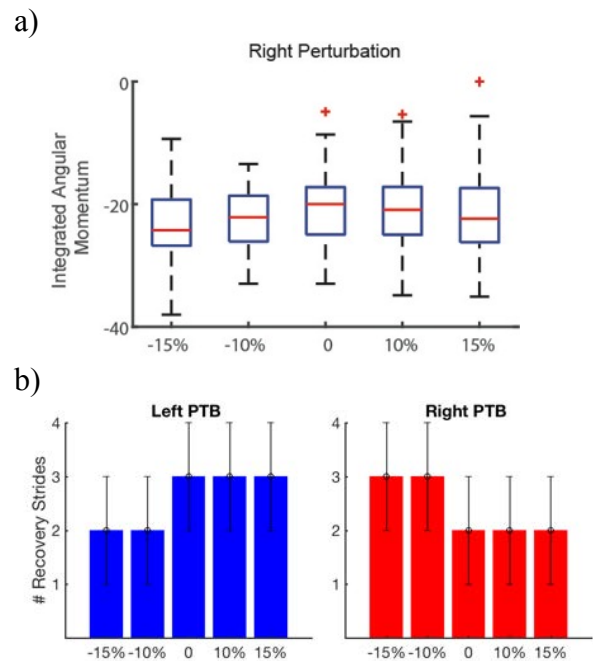 a)
Right Perturbation
Integrated Angular
Momentum
0
-20
-40
-15% -10% 0 10% 15%
b)
Left PTB Right PTB
# Recovery Strides
4 4
3 3
2 2
1 1
-15% -10% 0 10% 15% -15% -10% 0 10% 15%